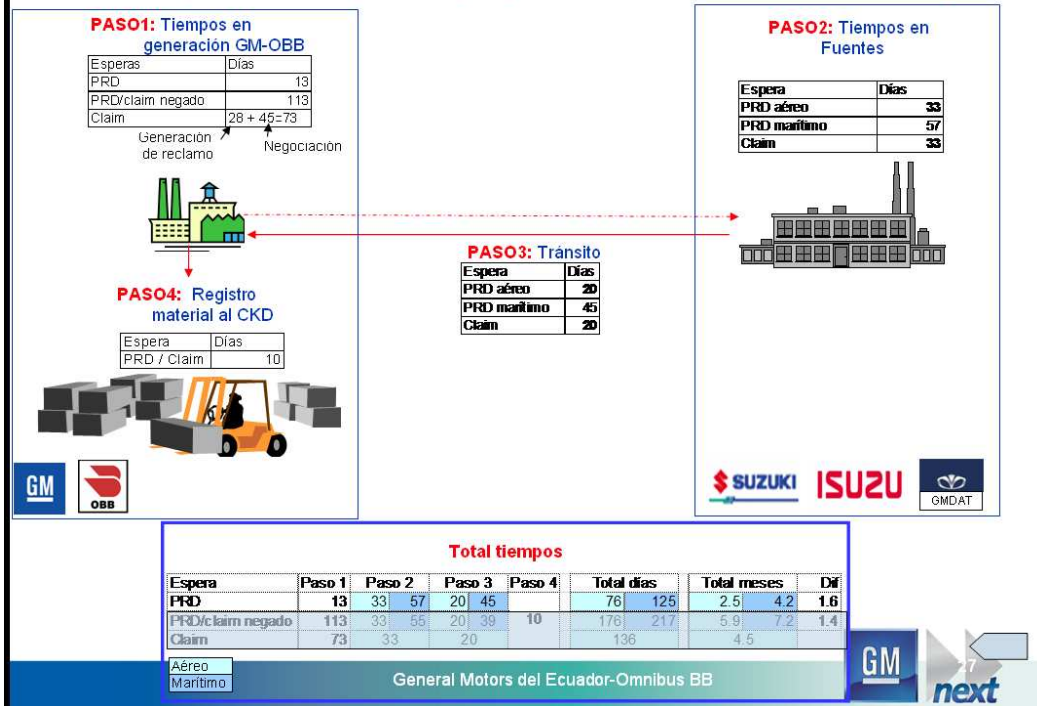 PASO1: Tiempos en
generación GM-OBB
Esperas Días
PRD 13
PRD/claim negado 113
Claim 28 + 45=73
Generación
de reclamo
Negociación
PASO2: Tiempos en
Fuentes
Espera Días
PRD aéreo 33
PRD marítimo 57
Claim 33
PASO3: Tránsito
Espera Días
PRD aéreo 20
PRD marítimo 45
Claim 20
PASO4: Registro
material al CKD
Espera Días
PRD / Claim 10
GM
OBB
SUZUKI
ISUZU
GMDAT
Total tiempos
Espera Paso 1 Paso 2 Paso 3 Paso 4 Total días Total meses Dif
PRD 13 33 57 20 45 76 125 2.5 4.2 1.6
PRD/claim negado 113 33 55 20 39 10 176 217 5.9 7.2 1.4
Claim 73 33 20 136 4.5
Aéreo
Marítimo
General Motors del Ecuador-Omnibus BB
GM
27
next